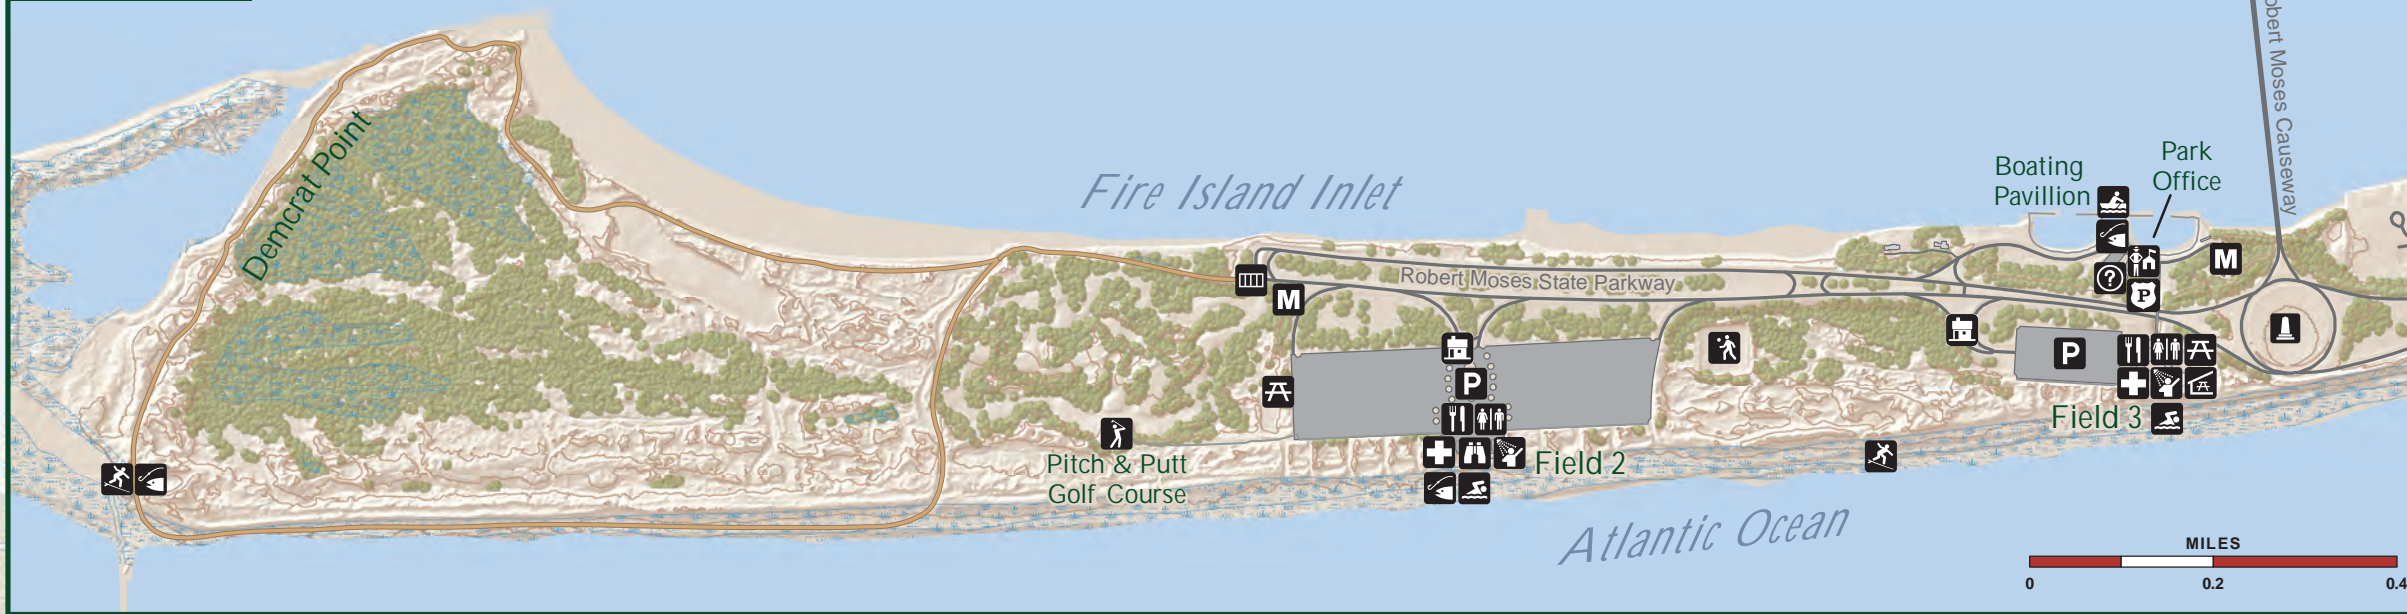 Demcrat Point
Fire Island Inlet
Robert Moses State Parkway
Boating
Pavillion
Park
Office
obert Moses Causeway
M
M
?
P
P
P
Pitch & Putt
Golf Course
Field 2
Field 3
Atlantic Ocean
MILES
0
0.2
0.4